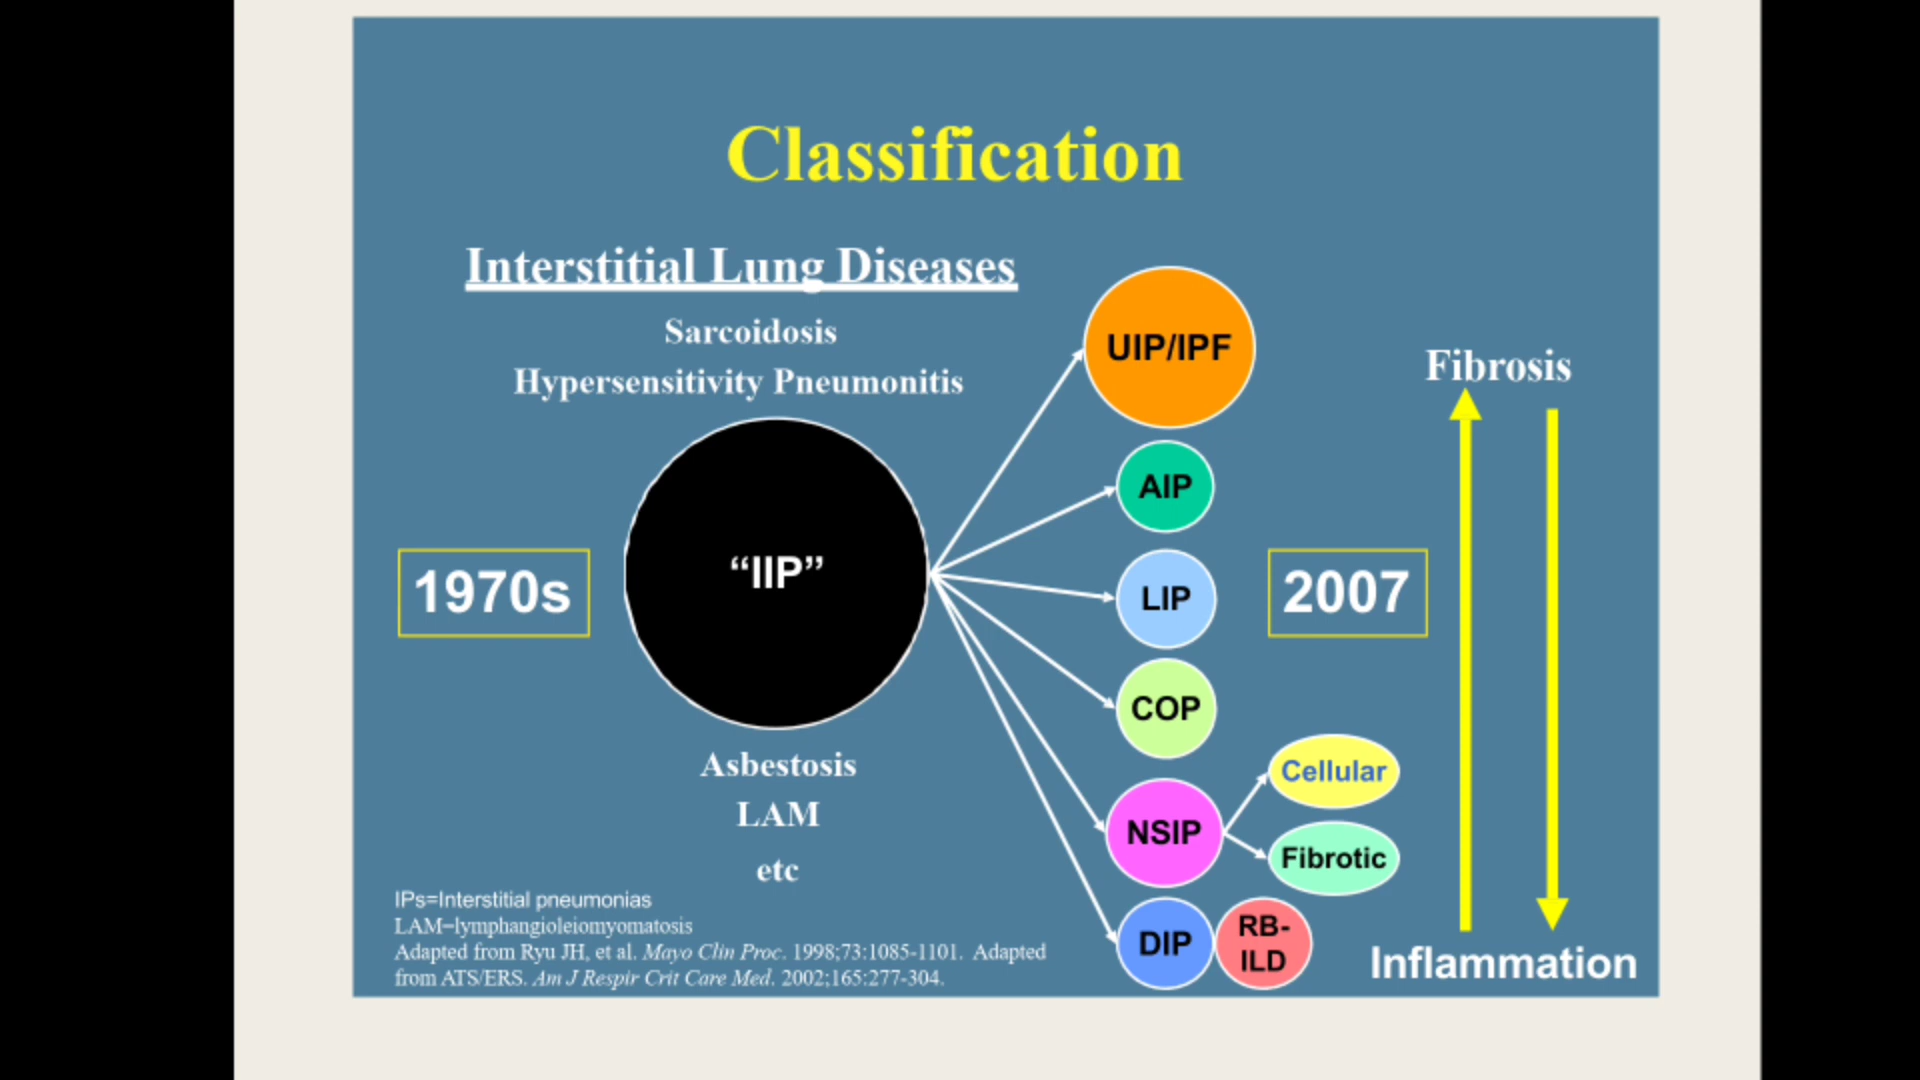 Classification
Interstitial Lung Diseases
Sarcoidosis
Hypersensitivity Pneumonitis
1970s
“IIP”
Asbestosis
LAM
etc
UIP/IPF
AIP
LIP
COP
NSIP
Cellular
Fibrotic
DIP
RB-
ILD
2007
Fibrosis
Inflammation
IPs=Interstitial pneumonias
LAM=lymphangioleiomyomatosis
Adapted from Ryu JH, et al. Mayo Clin Proc. 1998;73:1085-1101. Adapted
from ATS/ERS. Am J Respir Crit Care Med. 2002;165:277-304.